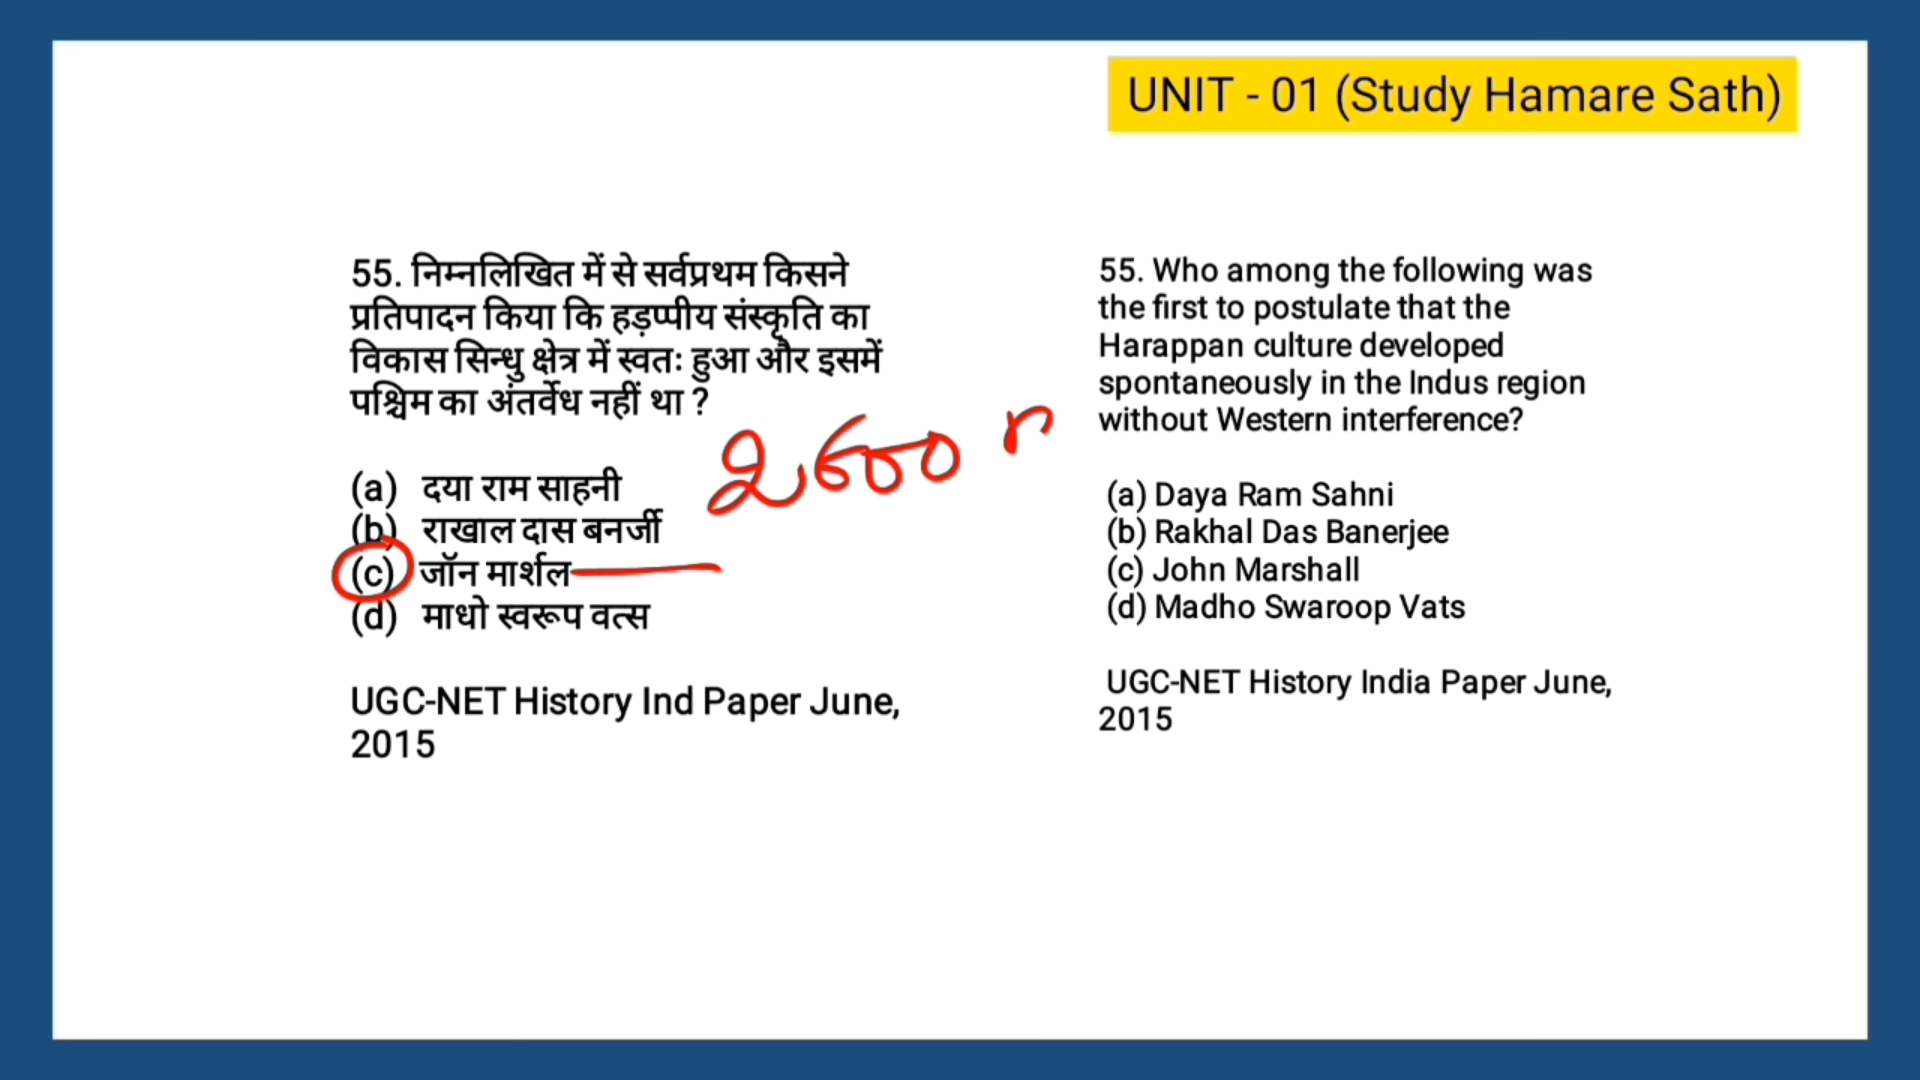 UNIT - 01 (Study Hamare Sath)
55. निम्नलिखित में से सर्वप्रथम किसने
प्रतिपादन किया कि हड़प्पीय संस्कृति का
विकास सिन्धु क्षेत्र में स्वतः हुआ और इसमें
पश्चिम का अंतर्वेध नहीं था ?
2600
(a) दया राम साहनी
(b) राखाल दास बनर्जी
(c) जॉन मार्शल
(d) माधो स्वरूप वत्स
UGC-NET History Ind Paper June,
2015
55. Who among the following was
the first to postulate that the
Harappan culture developed
spontaneously in the Indus region
without Western interference?
(a) Daya Ram Sahni
(b) Rakhal Das Banerjee
(c) John Marshall
(d) Madho Swaroop Vats
UGC-NET History India Paper June,
2015